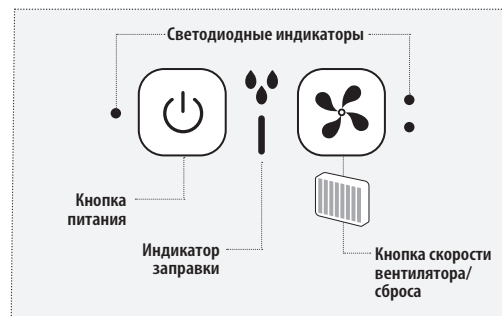 Светодиодные индикаторы
Кнопка
питания
Индикатор
заправки
Кнопка скорости
вентилятора/
сброса